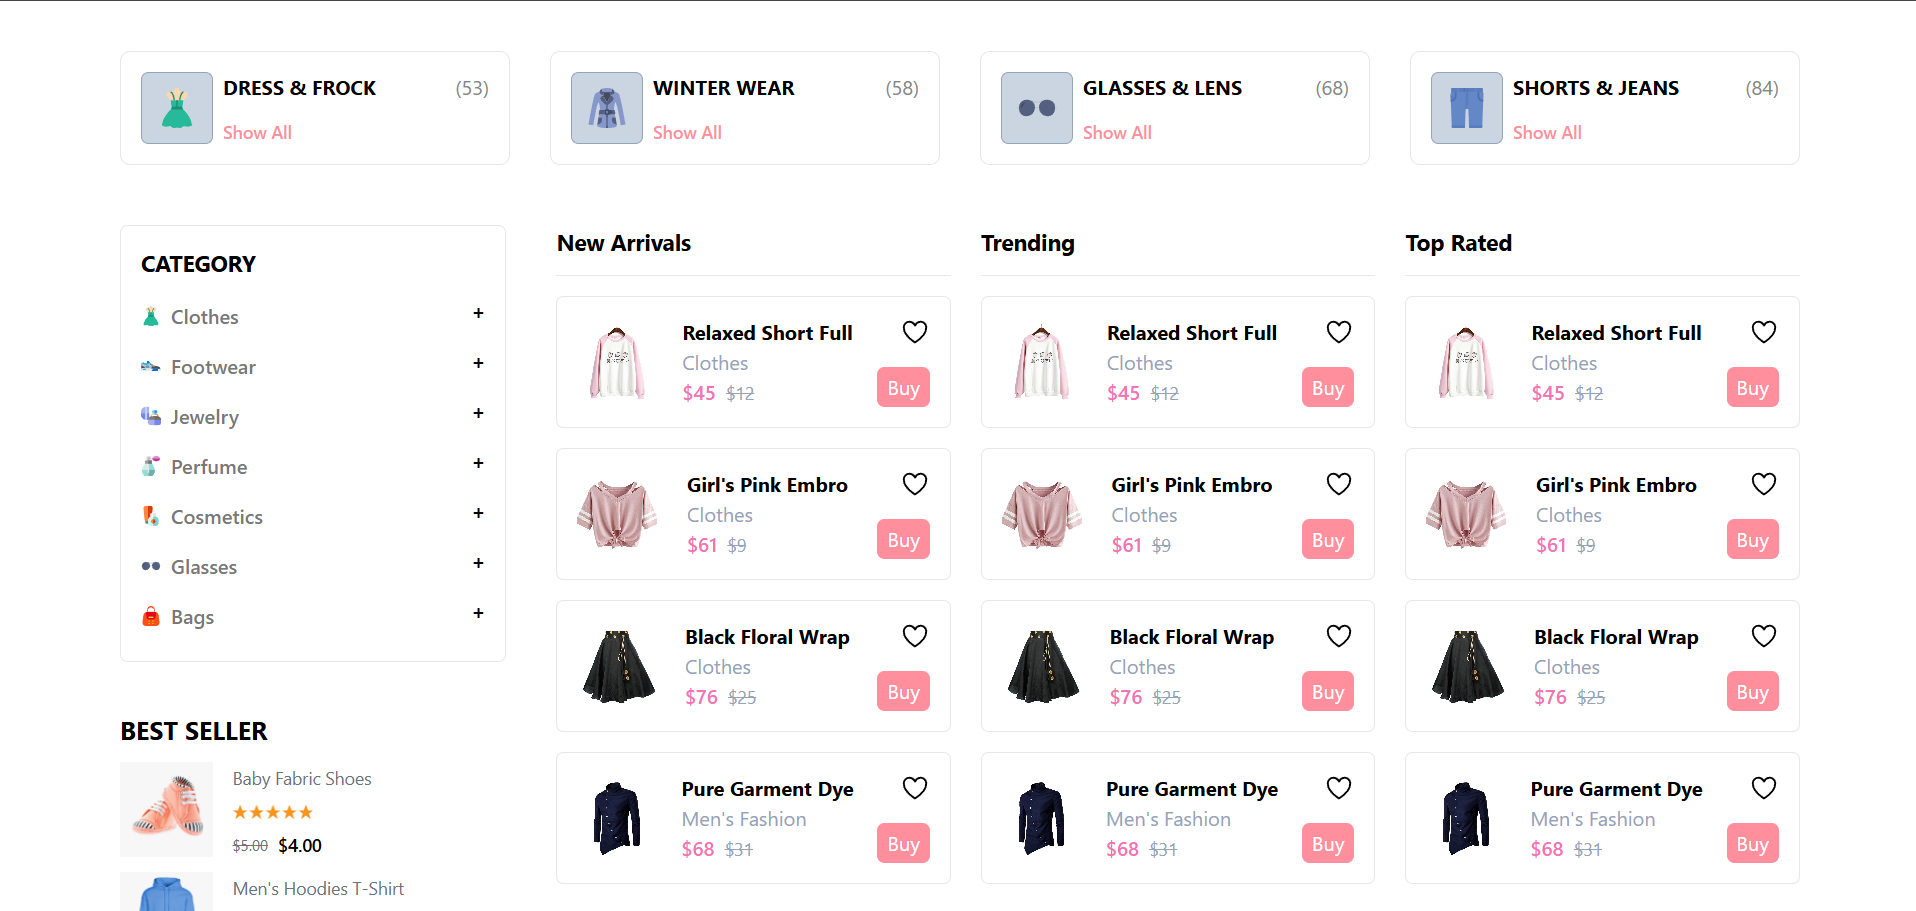 DRESS & FROCK (53)
Show All
WINTER WEAR (58)
Show All
GLASSES & LENS (68)
Show All
SHORTS & JEANS (84)
Show All
CATEGORY
Clothes +
Footwear +
Jewelry +
Perfume +
Cosmetics +
Glasses +
Bags +
BEST SELLER
Baby Fabric Shoes
$5.00 $4.00
Men's Hoodies T-Shirt
New Arrivals
Relaxed Short Full
Clothes
$45 $12
Buy
Girl's Pink Embro
Clothes
$61 $9
Buy
Black Floral Wrap
Clothes
$76 $25
Buy
Pure Garment Dye
Men's Fashion
$68 $31
Buy
Trending
Relaxed Short Full
Clothes
$45 $12
Buy
Girl's Pink Embro
Clothes
$61 $9
Buy
Black Floral Wrap
Clothes
$76 $25
Buy
Pure Garment Dye
Men's Fashion
$68 $31
Buy
Top Rated
Relaxed Short Full
Clothes
$45 $12
Buy
Girl's Pink Embro
Clothes
$61 $9
Buy
Black Floral Wrap
Clothes
$76 $25
Buy
Pure Garment Dye
Men's Fashion
$68 $31
Buy